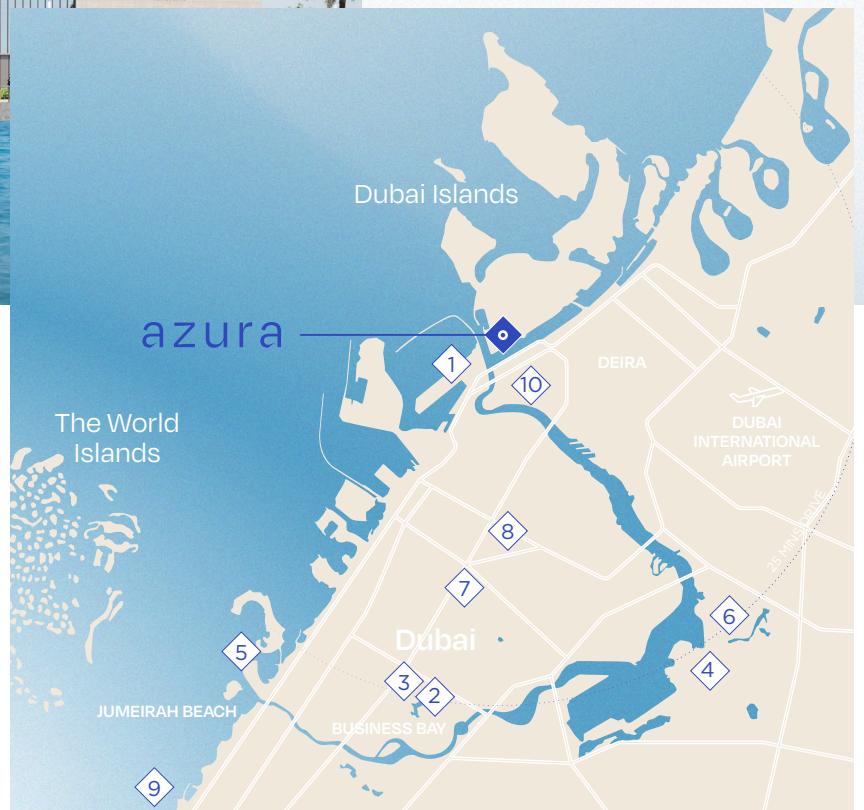 Dubai Islands
azura
1
10
DEIRA
The World
Islands
DUBAI
INTERNATIONAL
AIRPORT
25 MINS DRIVE
8
7
6
Dubai
5
4
3
2
JUMEIRAH BEACH
BUSINESS BAY
9